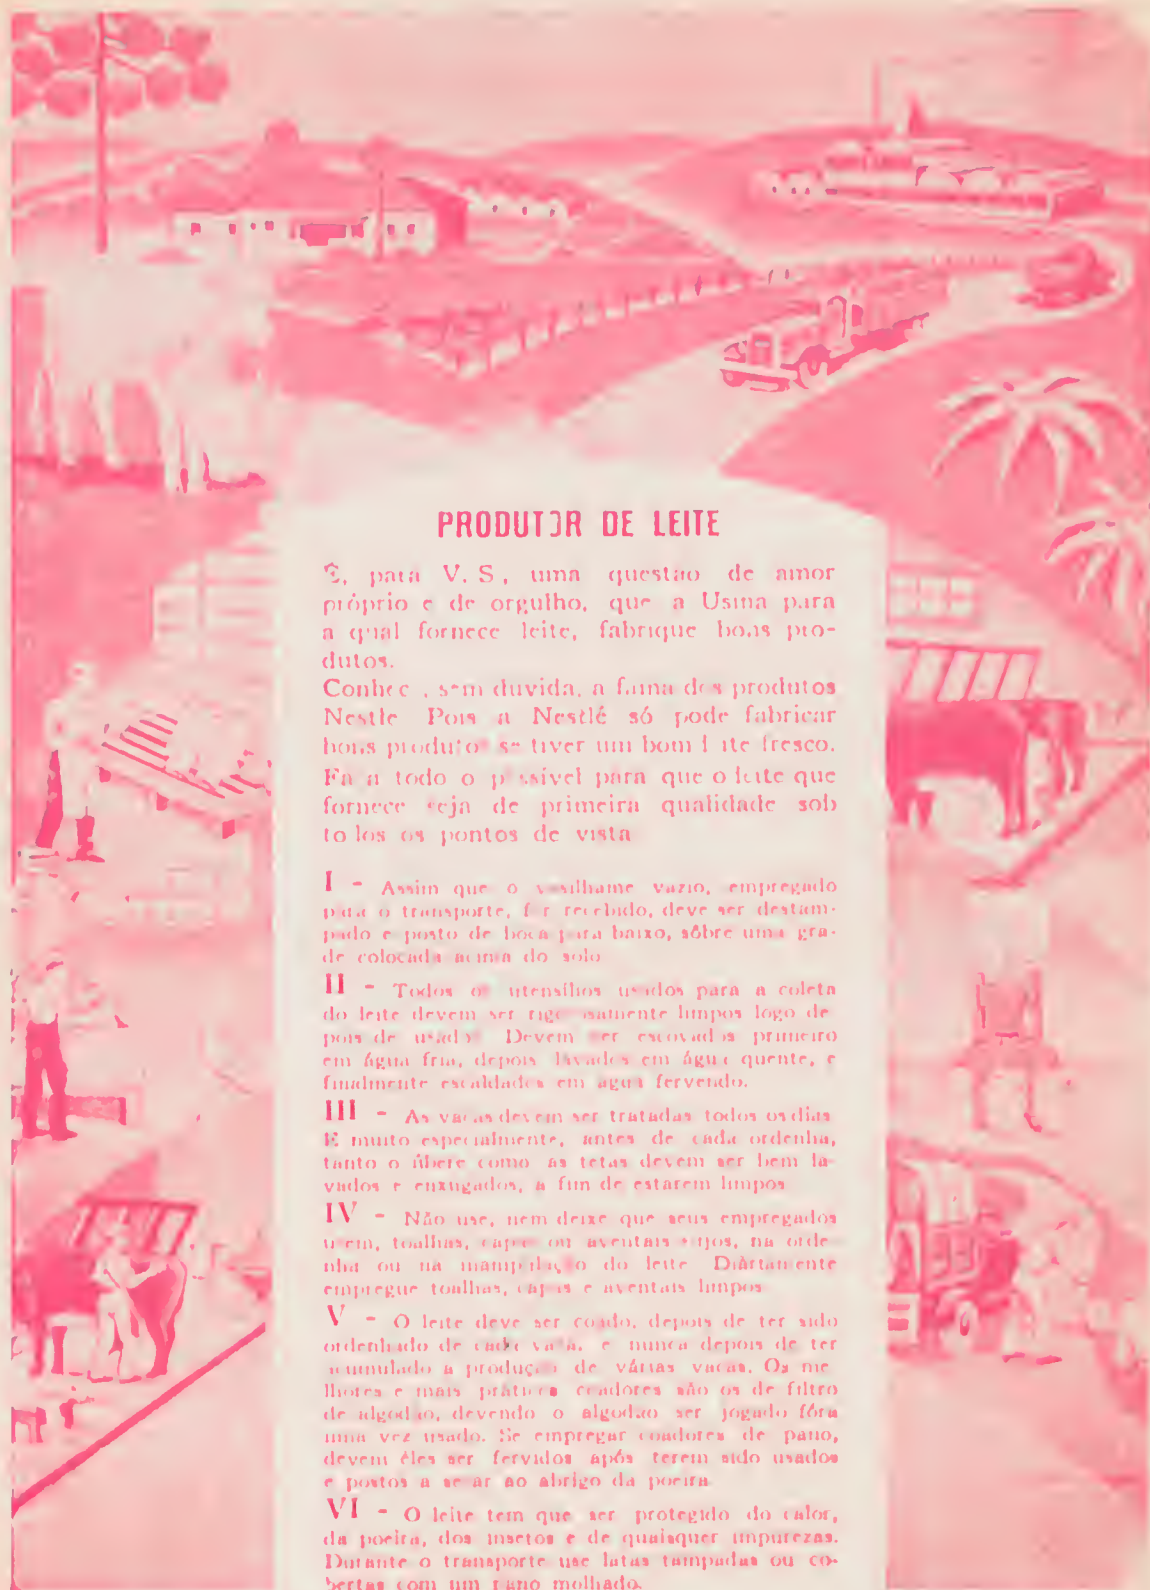 PRODUTOR DE LEITE
É, para V. S., uma questão de amor
próprio e de orgulho, que a Usina para
a qual fornece leite, fabrique bons pro-
dutos.
Conhece, sem duvida, a fama dos produtos
Nestle Pois a Nestlé só pode fabricar
bons produtos se tiver um bom leite fresco.
Faça todo o possivel para que o leite que
fornece seja de primeira qualidade sob
todos os pontos de vista
I - Assim que o vasilhame vazio, empregado
para o transporte, fôr recebido, deve ser destam-
pado e posto de boca para baixo, sôbre uma gra-
de colocada acima do solo
II - Todos os utensílios usados para a coleta
do leite devem ser rigorosamente limpos logo de
pois de usados Devem ser escovados primeiro
em água fria, depois lavados em água quente, e
finalmente escaldados em agua fervendo.
III - As vacas devem ser tratadas todos os dias
E muito especialmente, antes de cada ordenha,
tanto o úbere como as tetas devem ser bem la-
vados e enxugados, a fim de estarem limpos
IV - Não use, nem deixe que seus empregados
usem, toalhas, capas ou aventais sujos, na orde-
nha ou na manipulação do leite Diàriamente
empregue toalhas, capas e aventais limpos
V - O leite deve ser coado, depois de ter sido
ordenhado de cada vaca, e nunca depois de ter
acumulado a produção de várias vacas. Os me
lhores e mais práticos coadores são os de filtro
de algodão, devendo o algodão ser jogado fóra
uma vez usado. Se empregar coadores de pano,
devem êles ser fervidos após terem sido usados
e postos a secar ao abrigo da poeira
VI - O leite tem que ser protegido do calor,
da poeira, dos insetos e de quaisquer impurezas.
Durante o transporte use latas tampadas ou co-
bertas com um pano molhado.